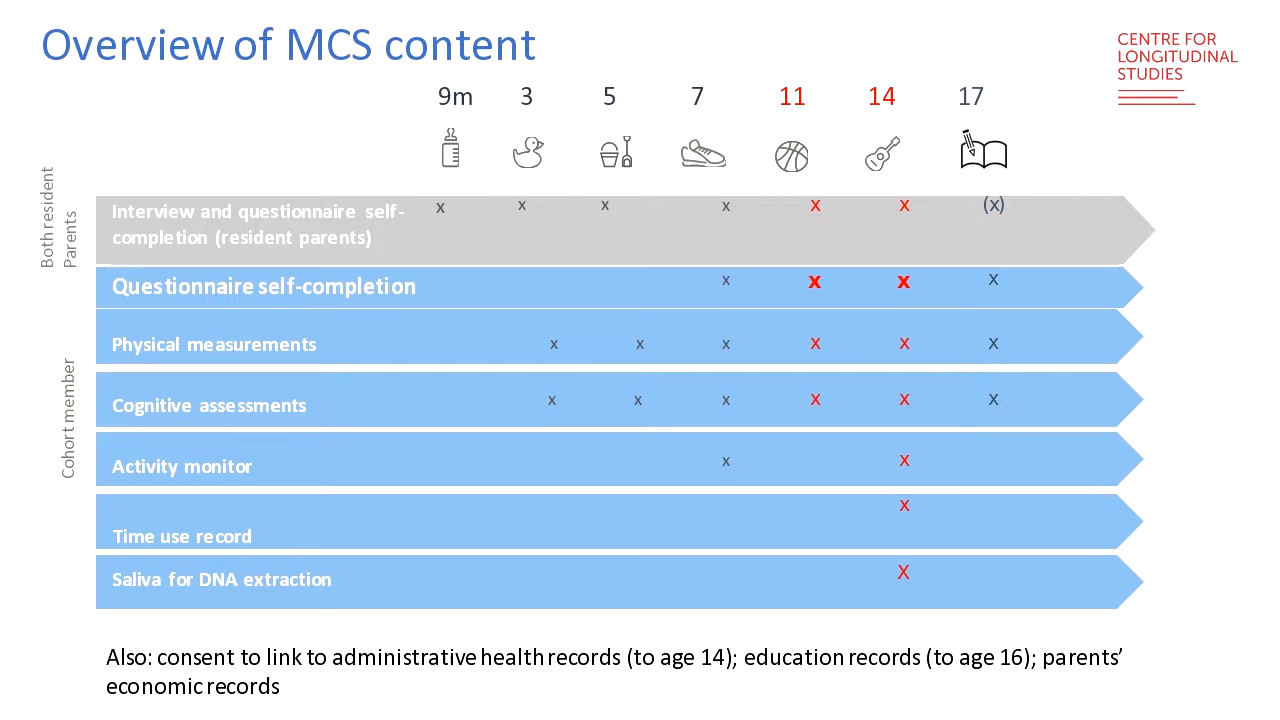 Overview of MCS content
CENTRE FOR
LONGITUDINAL
STUDIES
9m 3 5 7 11 14 17
Both resident
Parents
Interview and questionnaire self-
completion (resident parents)
x x x x x x (x)
Cohort member
Questionnaire self-completion x x x x
Physical measurements x x x x x x
Cognitive assessments x x x x x x
Activity monitor x x
Time use record x
Saliva for DNA extraction X
Also: consent to link to administrative health records (to age 14); education records (to age 16); parents’
economic records